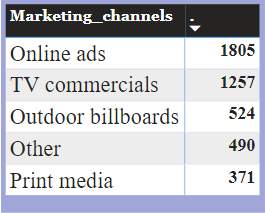 Marketing_channels .
Online ads 1805
TV commercials 1257
Outdoor billboards 524
Other 490
Print media 371